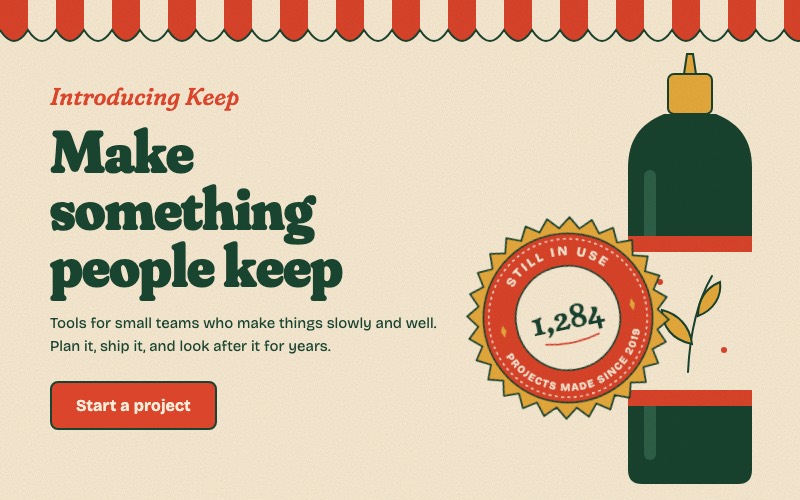 Introducing Keep
Make
something
people keep
Tools for small teams who make things slowly and well.
Plan it, ship it, and look after it for years.
Start a project
STILL IN USE
1,284
PROJECTS MADE SINCE 2019